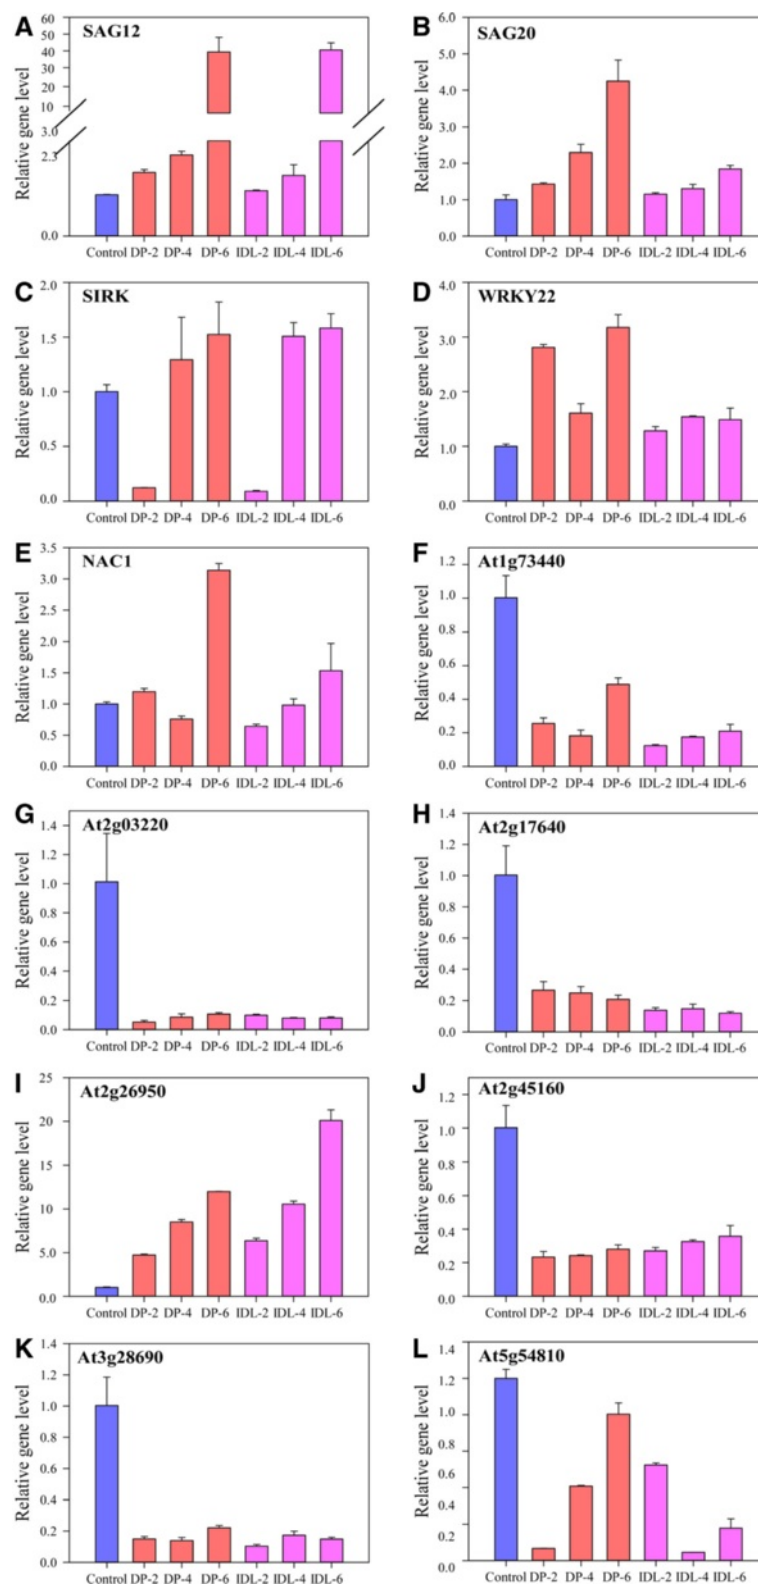 A
SAG12
Relative gene level
60
50
40
30
20
10
3.0
2.3
0.0
Control DP-2 DP-4 DP-6 IDL-2 IDL-4 IDL-6
B
SAG20
Relative gene level
6.0
5.0
4.0
3.0
2.0
1.0
0.0
Control DP-2 DP-4 DP-6 IDL-2 IDL-4 IDL-6
C
SIRK
Relative gene level
2.0
1.5
1.0
0.5
0.0
Control DP-2 DP-4 DP-6 IDL-2 IDL-4 IDL-6
D
WRKY22
Relative gene level
4.0
3.0
2.0
1.0
0.0
Control DP-2 DP-4 DP-6 IDL-2 IDL-4 IDL-6
E
NAC1
Relative gene level
3.5
3.0
2.5
2.0
1.5
1.0
0.5
0.0
Control DP-2 DP-4 DP-6 IDL-2 IDL-4 IDL-6
F
At1g73440
Relative gene level
1.2
1.0
0.8
0.6
0.4
0.2
0.0
Control DP-2 DP-4 DP-6 IDL-2 IDL-4 IDL-6
G
At2g03220
Relative gene level
1.4
1.2
1.0
0.8
0.6
0.4
0.2
0.0
Control DP-2 DP-4 DP-6 IDL-2 IDL-4 IDL-6
H
At2g17640
Relative gene level
1.4
1.2
1.0
0.8
0.6
0.4
0.2
0.0
Control DP-2 DP-4 DP-6 IDL-2 IDL-4 IDL-6
I
At2g26950
Relative gene level
25
20
15
10
5.0
0.0
Control DP-2 DP-4 DP-6 IDL-2 IDL-4 IDL-6
J
At2g45160
Relative gene level
1.2
1.0
0.8
0.6
0.4
0.2
0.0
Control DP-2 DP-4 DP-6 IDL-2 IDL-4 IDL-6
K
At3g28690
Relative gene level
1.4
1.2
1.0
0.8
0.6
0.4
0.2
0.0
Control DP-2 DP-4 DP-6 IDL-2 IDL-4 IDL-6
L
At5g54810
Relative gene level
1.2
1.2
1.0
0.8
0.6
0.4
0.2
0.0
Control DP-2 DP-4 DP-6 IDL-2 IDL-4 IDL-6